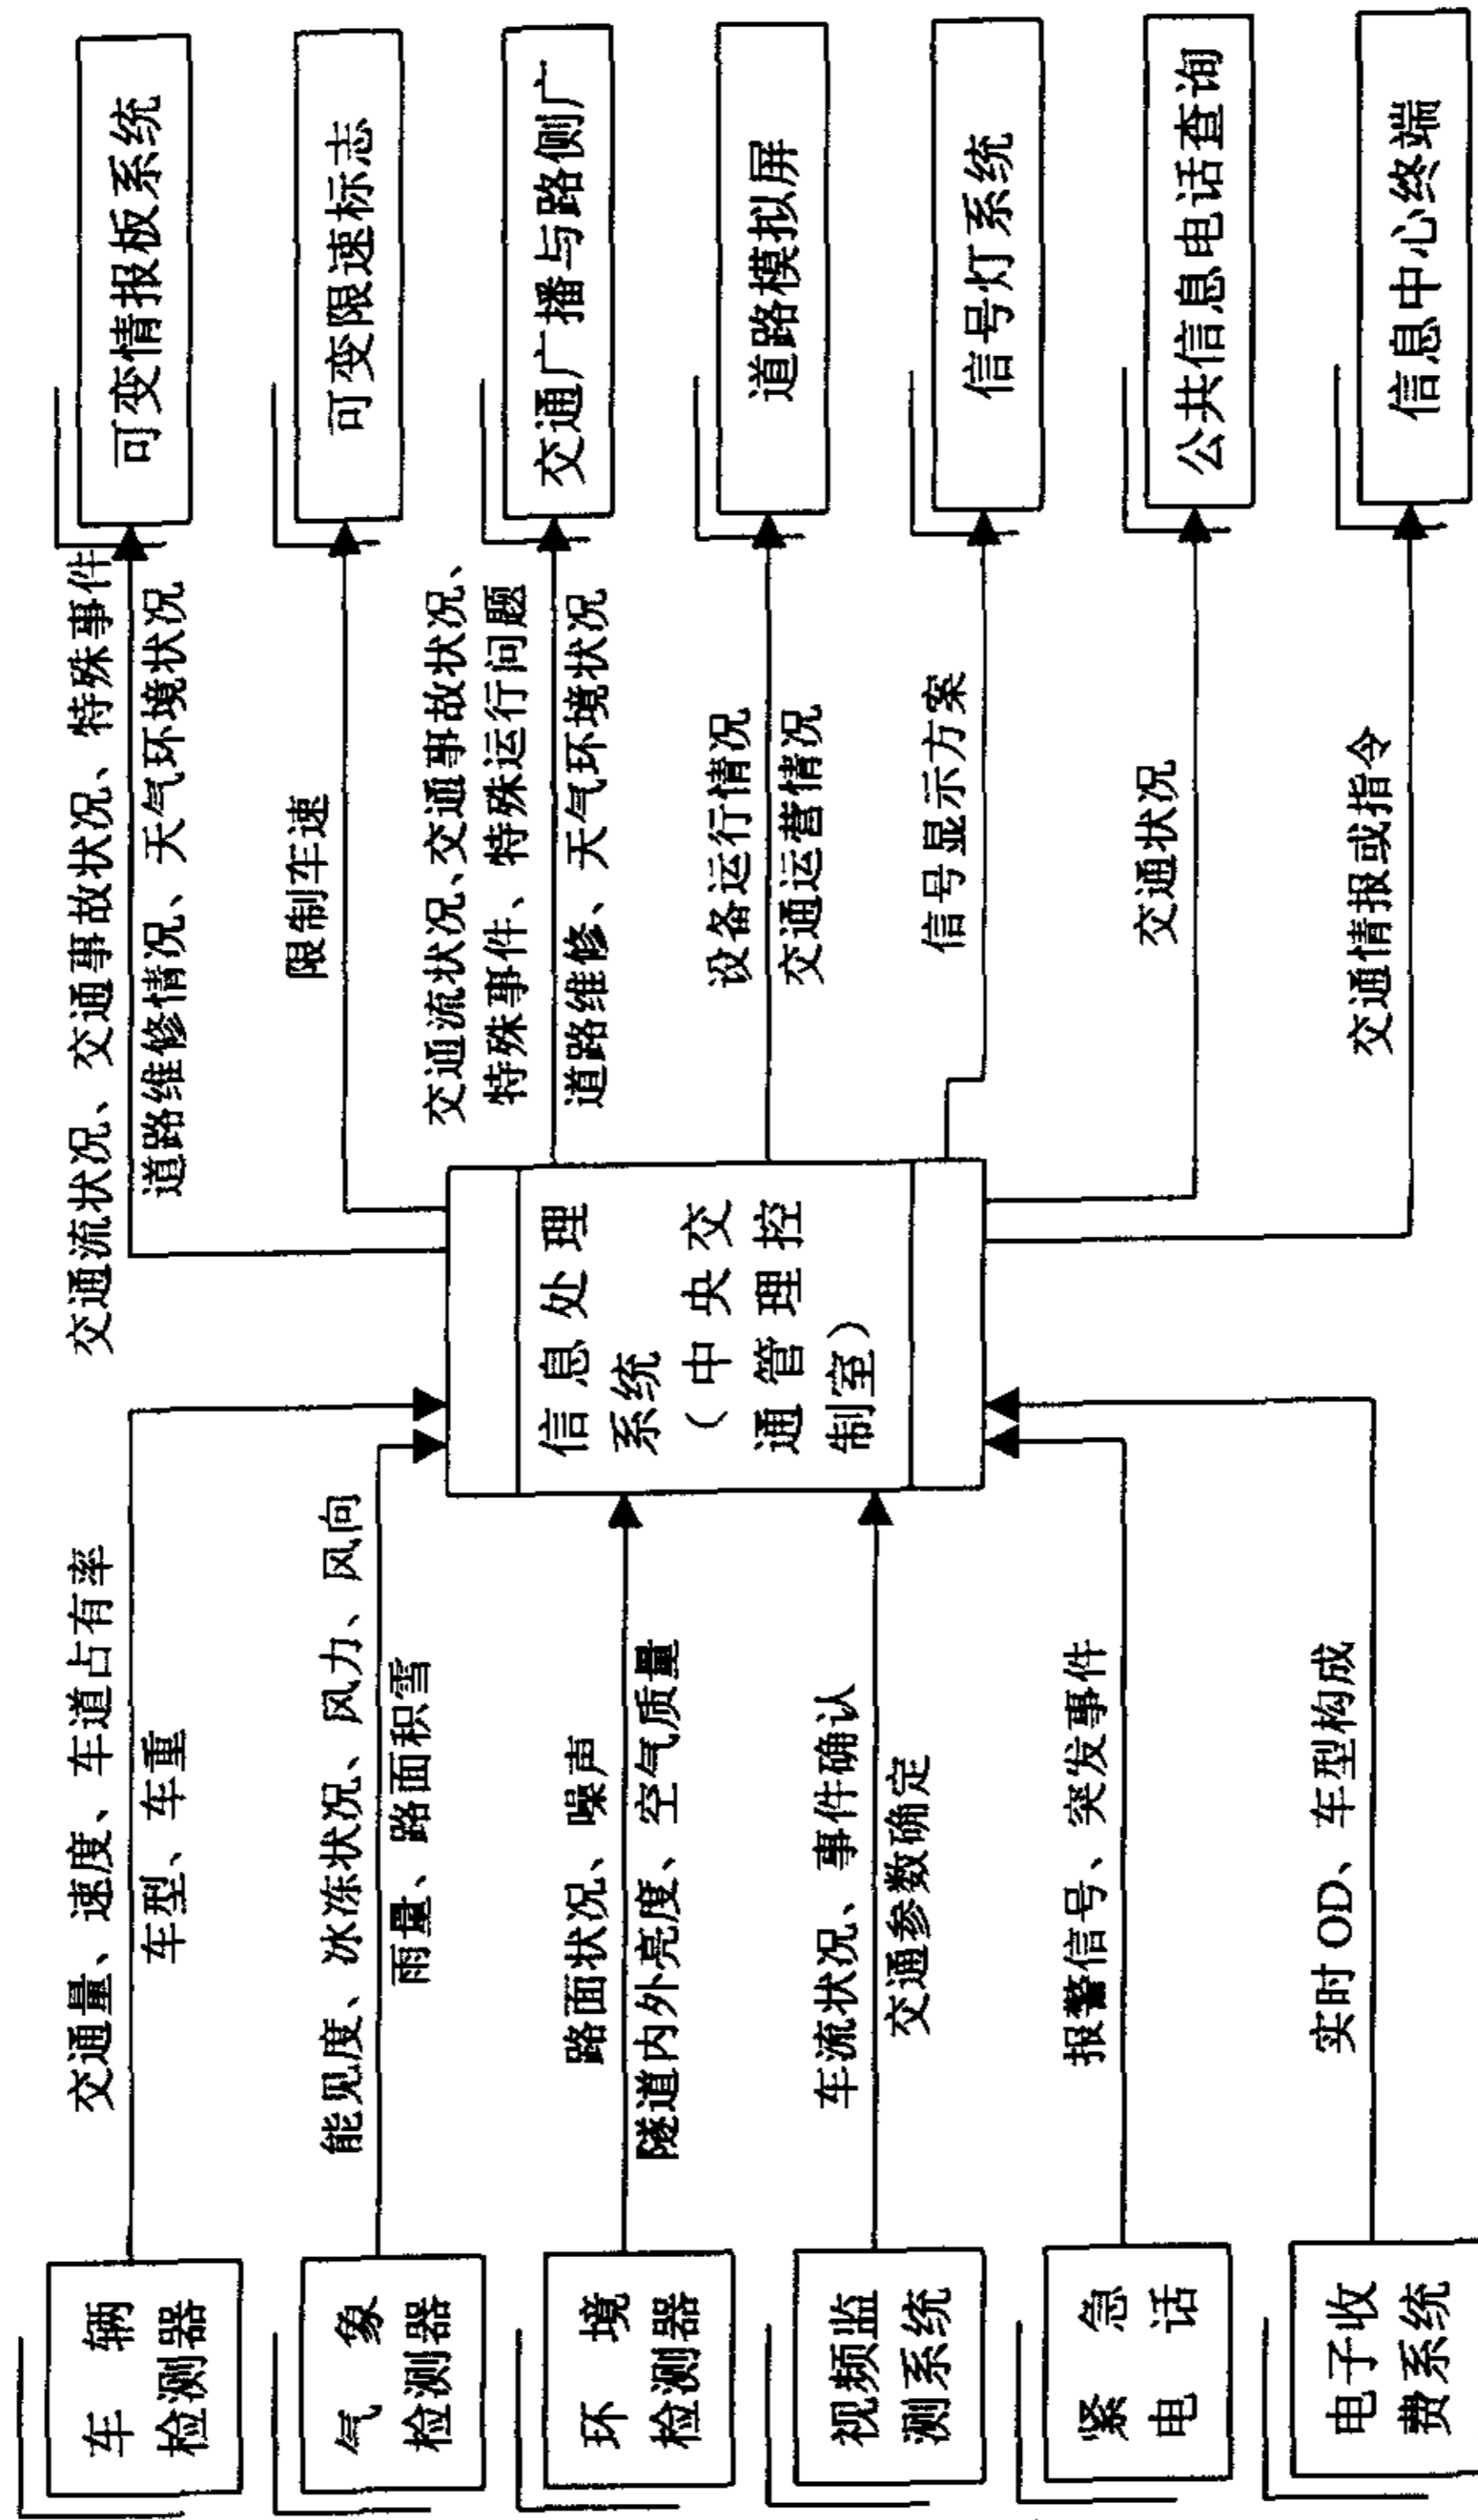 车辆
检测器
气象
检测器
环境
检测器
视频监
测系统
紧急
电话
电子收
费系统
交通量、速度、车道占有率
车型、车重
能见度、冰冻状况、风力、风向
雨量、路面积雪
路面状况、噪声
隧道内外亮度、空气质量
车流状况、事件确认
交通参数确定
报警信号、突发事件
实时 OD、车型构成
信息处理
系统
(中央交
通管理控
制室)
交通流状况、交通事故状况、特殊事件
道路维修情况、天气环境状况
限制车速
交通流状况、交通事故状况、
特殊事件、特殊运行问题
道路维修、天气环境状况
设备运行情况
交通运营情况
信号显示方案
交通状况
交通情报或指令
可变情报板系统
可变限速标志
交通广播与路侧广
道路模拟屏
信号灯系统
公共信息电话查询
信息中心终端